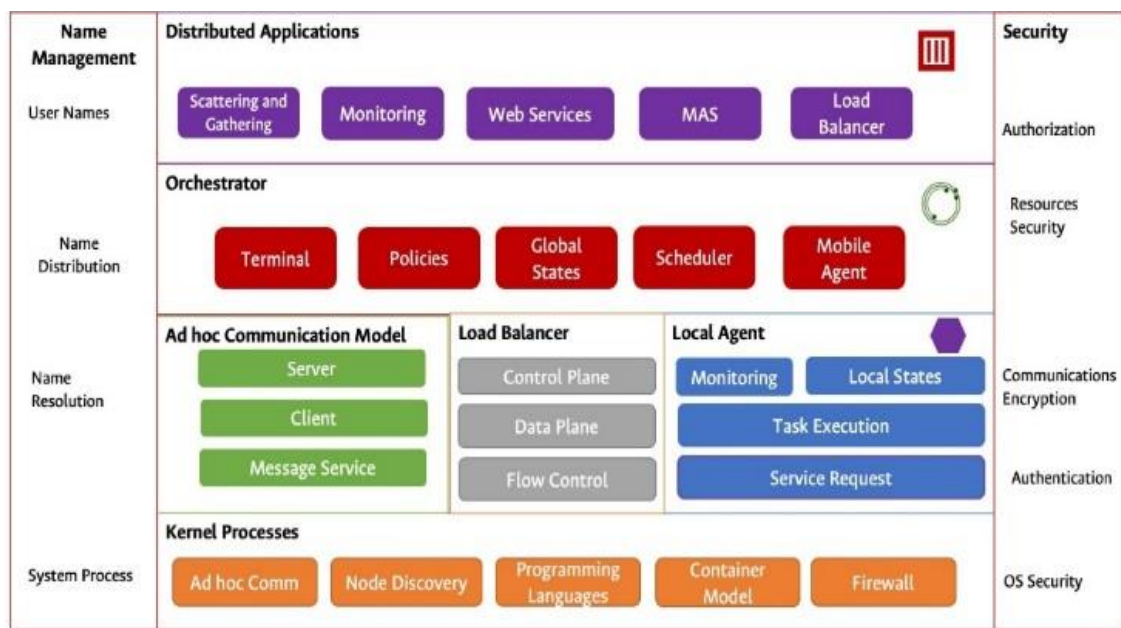 Name
Management
User Names
Name
Distribution
Name
Resolution
System Process
Distributed Applications
Scattering and
Gathering
Monitoring
Web Services
MAS
Load
Balancer
Orchestrator
Terminal
Policies
Global
States
Scheduler
Mobile
Agent
Ad hoc Communication Model
Server
Client
Message Service
Load Balancer
Control Plane
Data Plane
Flow Control
Local Agent
Monitoring
Local States
Task Execution
Service Request
Kernel Processes
Ad hoc Comm
Node Discovery
Programming
Languages
Container
Model
Firewall
Security
Authorization
Resources
Security
Communications
Encryption
Authentication
OS Security